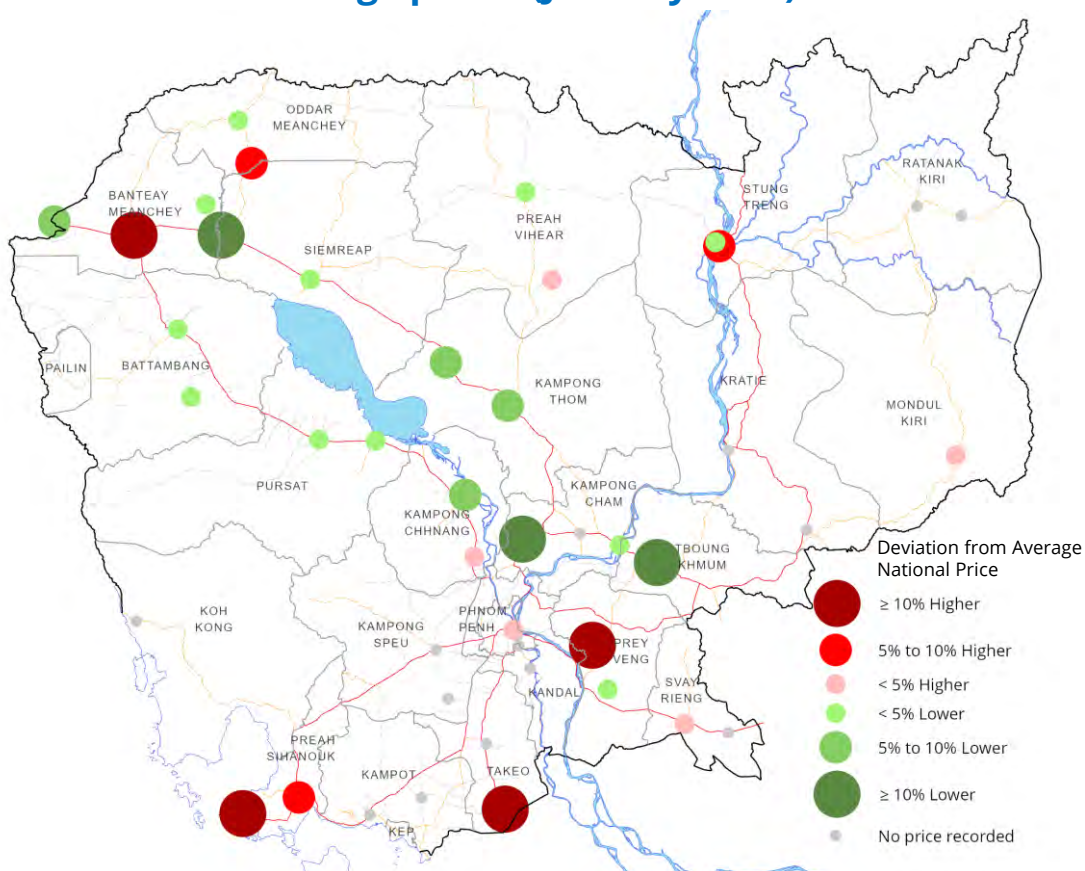 ODDAR
MEANCHEY
BANTEAY
MEANCHEY
SIEMREAP
PREAH
VIHEAR
STUNG
TRENG
RATANAK
KIRI
PAILIN
BATTAMBANG
KAMPONG
THOM
KRATIE
MONDUL
KIRI
PURSAT
KAMPONG
CHHNANG
KAMPONG
CHAM
TBOUNG
KHMUM
KOH
KONG
KAMPONG
SPEU
PHNOM
PENH
PREY
VENG
KANDAL
SVAY
RIENG
PREAH
SIHANOUK
KAMPOT
TAKEO
KEP
Deviation from Average
National Price
≥ 10% Higher
5% to 10% Higher
< 5% Higher
< 5% Lower
5% to 10% Lower
≥ 10% Lower
No price recorded